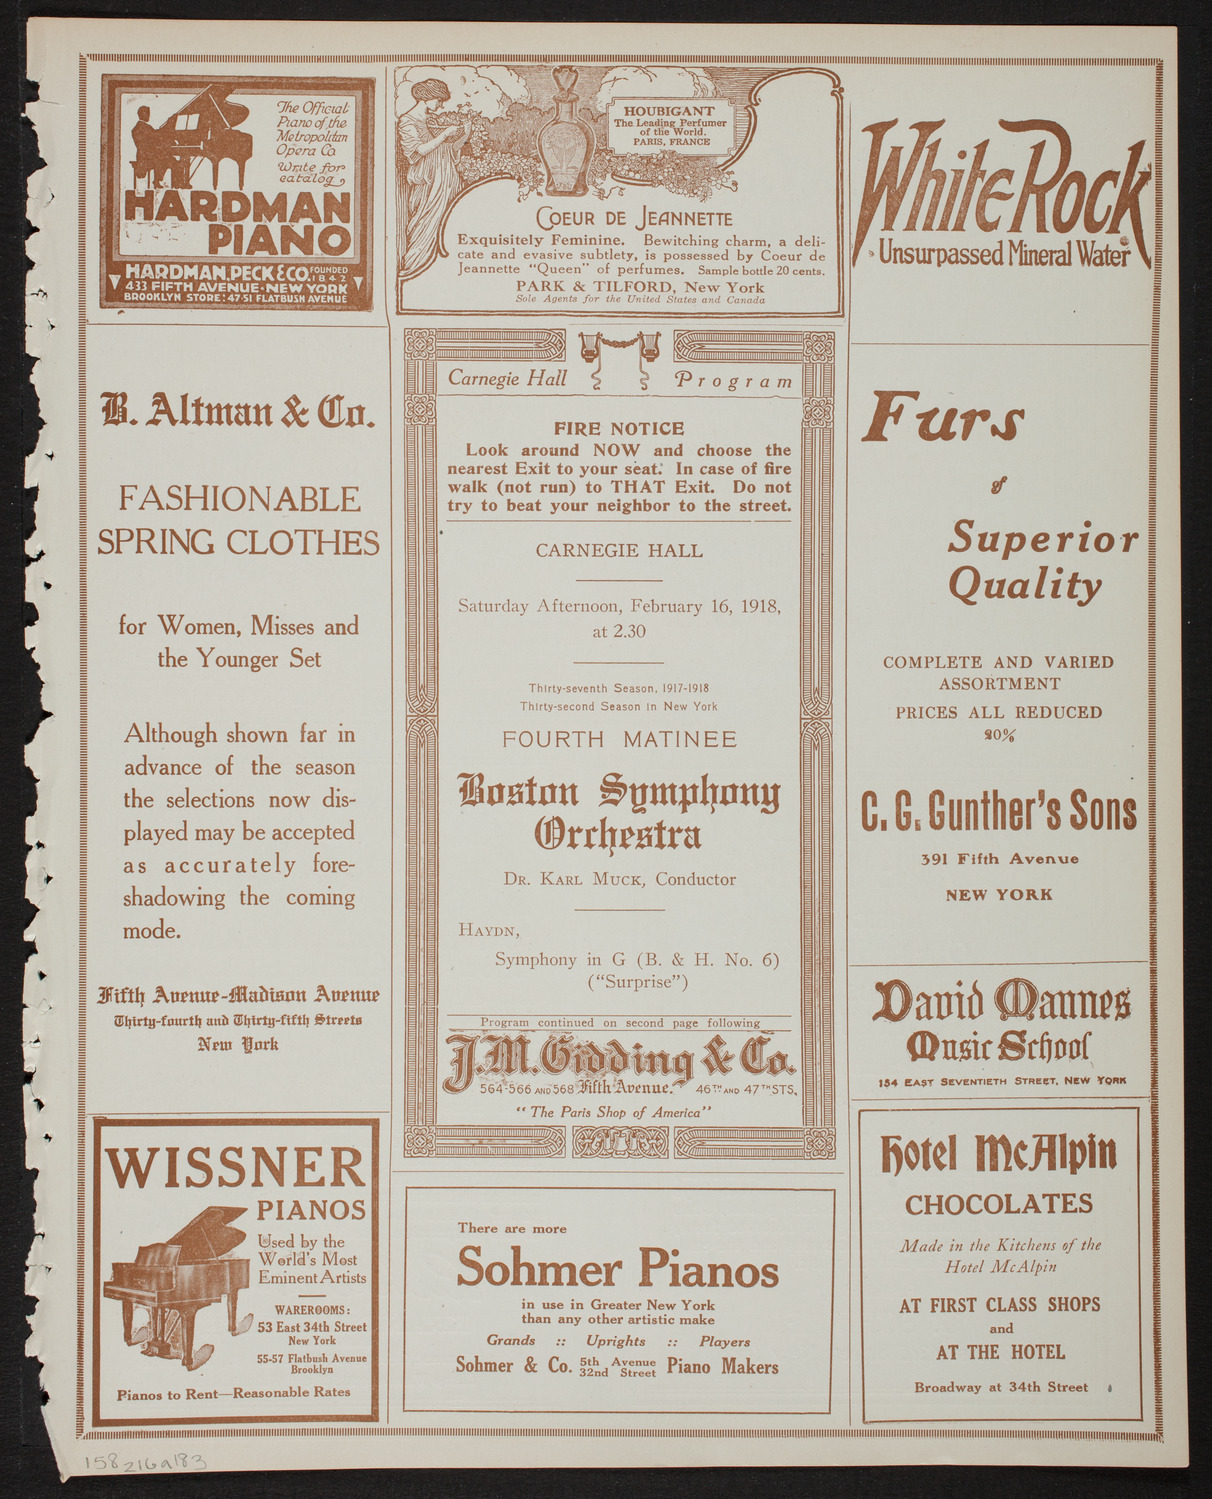 The Official
Piano of the
Metropolitan
Opera Co
Write for
catalog
HARDMAN
PIANO
HARDMAN, PECK & CO. FOUNDED 1842
433 FIFTH AVENUE · NEW YORK
BROOKLYN STORE: 47-51 FLATBUSH AVENUE
HOUBIGANT
The Leading Perfumer
of the World.
PARIS, FRANCE
COEUR DE JEANNETTE
Exquisitely Feminine. Bewitching charm, a deli-
cate and evasive subtlety, is possessed by Coeur de
Jeannette "Queen" of perfumes. Sample bottle 20 cents.
PARK & TILFORD, New York
Sole Agents for the United States and Canada
White Rock
Unsurpassed Mineral Water
B. Altman & Co.
FASHIONABLE
SPRING CLOTHES
for Women, Misses and
the Younger Set
Although shown far in
advance of the season
the selections now dis-
played may be accepted
as accurately fore-
shadowing the coming
mode.
Fifth Avenue-Madison Avenue
Thirty-fourth and Thirty-fifth Streets
New York
WISSNER
PIANOS
Used by the
World's Most
Eminent Artists
WAREROOMS:
53 East 34th Street
New York
55-57 Flatbush Avenue
Brooklyn
Pianos to Rent—Reasonable Rates
Carnegie Hall Program
FIRE NOTICE
Look around NOW and choose the
nearest Exit to your seat. In case of fire
walk (not run) to THAT Exit. Do not
try to beat your neighbor to the street.
CARNEGIE HALL
Saturday Afternoon, February 16, 1918,
at 2.30
Thirty-seventh Season, 1917-1918
Thirty-second Season in New York
FOURTH MATINEE
Boston Symphony
Orchestra
DR. KARL MUCK, Conductor
HAYDN,
Symphony in G (B. & H. No. 6)
("Surprise")
Program continued on second page following
J.M. Gidding & Co.
564-566 AND 568 Fifth Avenue. 46TH AND 47TH STS.
"The Paris Shop of America"
There are more
Sohmer Pianos
in use in Greater New York
than any other artistic make
Grands :: Uprights :: Players
Sohmer & Co. 5th Avenue 32nd Street Piano Makers
Furs
of
Superior
Quality
COMPLETE AND VARIED
ASSORTMENT
PRICES ALL REDUCED
20%
C. G. Gunther's Sons
391 Fifth Avenue
NEW YORK
David Mannes
Music School
154 EAST SEVENTIETH STREET, NEW YORK
Hotel McAlpin
CHOCOLATES
Made in the Kitchens of the
Hotel McAlpin
AT FIRST CLASS SHOPS
and
AT THE HOTEL
Broadway at 34th Street
158216a183